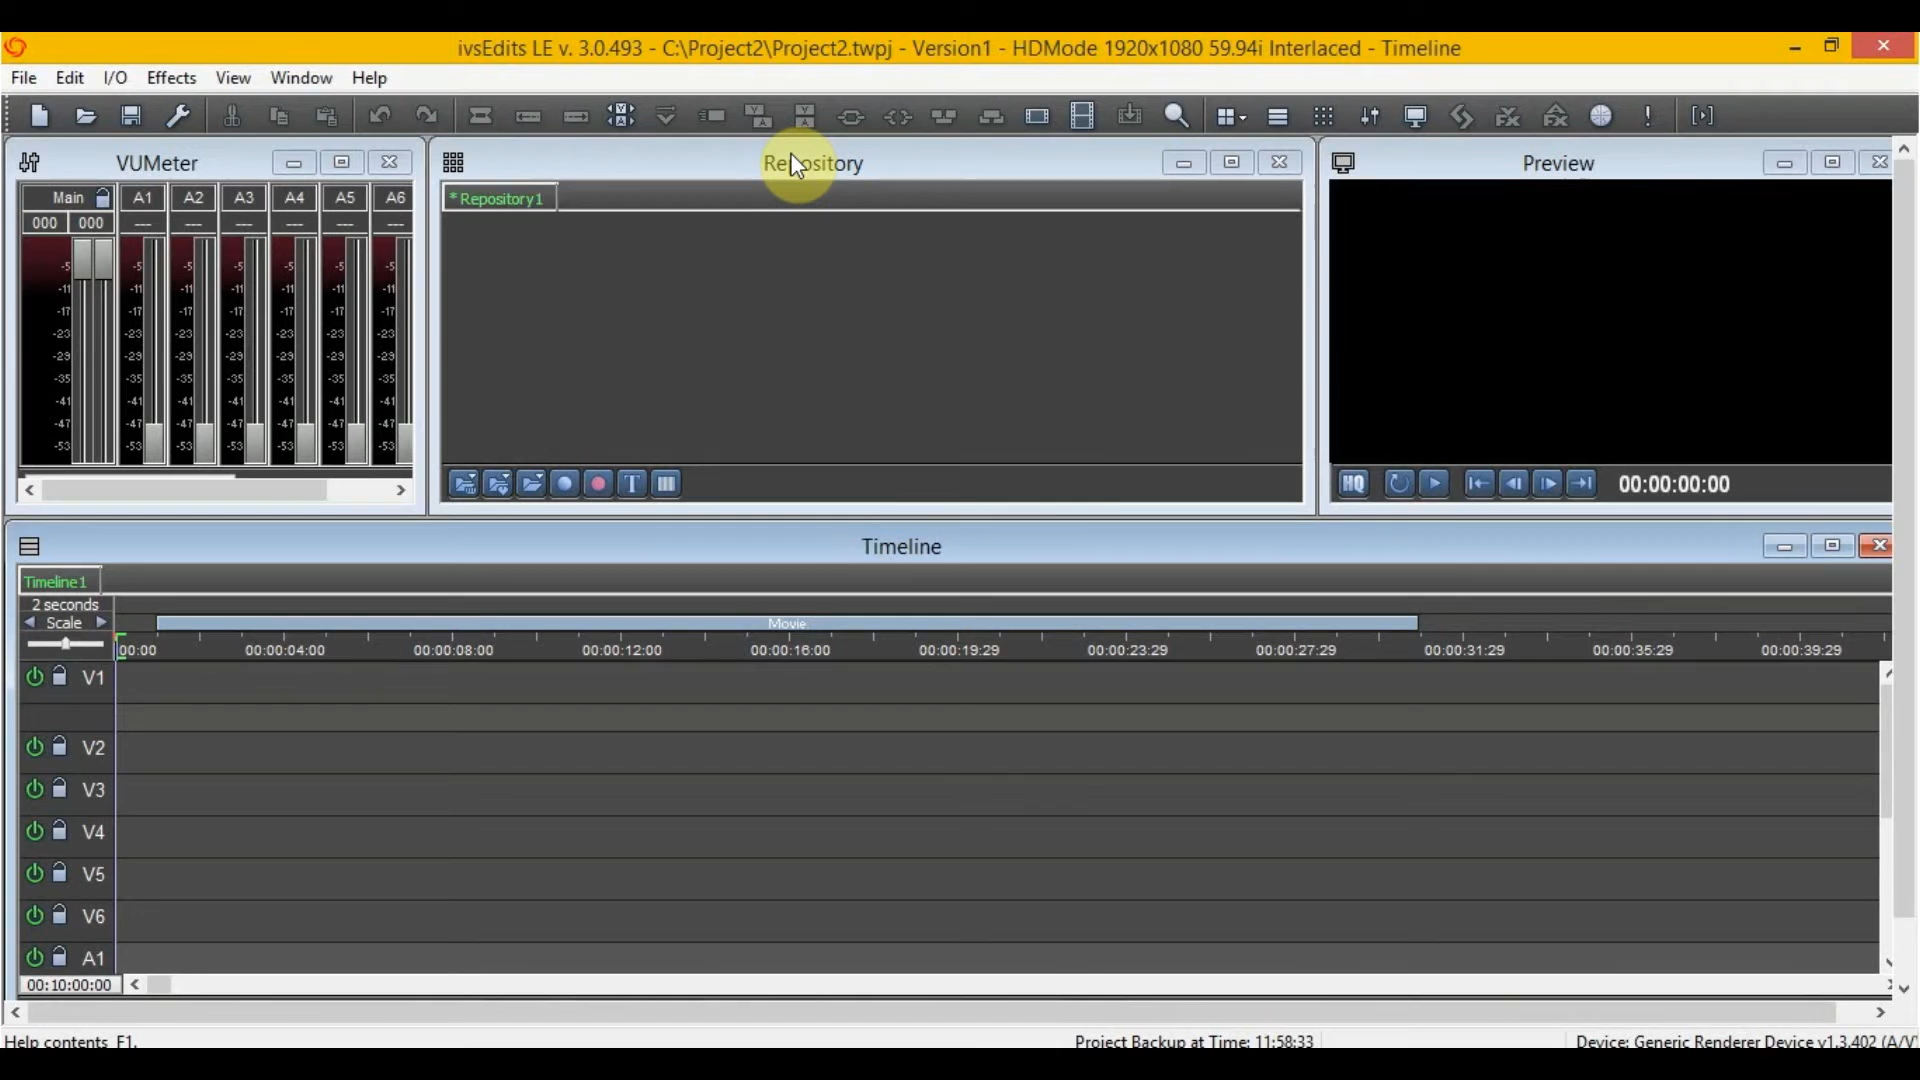 ivsEdits LE v. 3.0.493 - C:\Project2\Project2.twpj - Version1 - HDMode 1920x1080 59.94i Interlaced - Timeline
File Edit I/O Effects View Window Help
VUMeter
Repository
Preview
Main A1 A2 A3 A4 A5 A6
*Repository1
000 000 --- --- --- --- --- ---
-5 -5 -5 -5 -5 -5 -5
-11 -11 -11 -11 -11 -11 -11
-17 -17 -17 -17 -17 -17 -17
-23 -23 -23 -23 -23 -23 -23
-29 -29 -29 -29 -29 -29 -29
-35 -35 -35 -35 -35 -35 -35
-41 -41 -41 -41 -41 -41 -41
-47 -47 -47 -47 -47 -47 -47
-53 -53 -53 -53 -53 -53 -53
T
HQ 00:00:00:00
Timeline
Timeline1
2 seconds
Scale
Movie
00:00 00:00:04:00 00:00:08:00 00:00:12:00 00:00:16:00 00:00:19:29 00:00:23:29 00:00:27:29 00:00:31:29 00:00:35:29 00:00:39:29
V1
V2
V3
V4
V5
V6
A1
00:10:00:00
Help contents F1. Project Backup at Time: 11:58:33 Device: Generic Renderer Device v1.3.402 (A/V